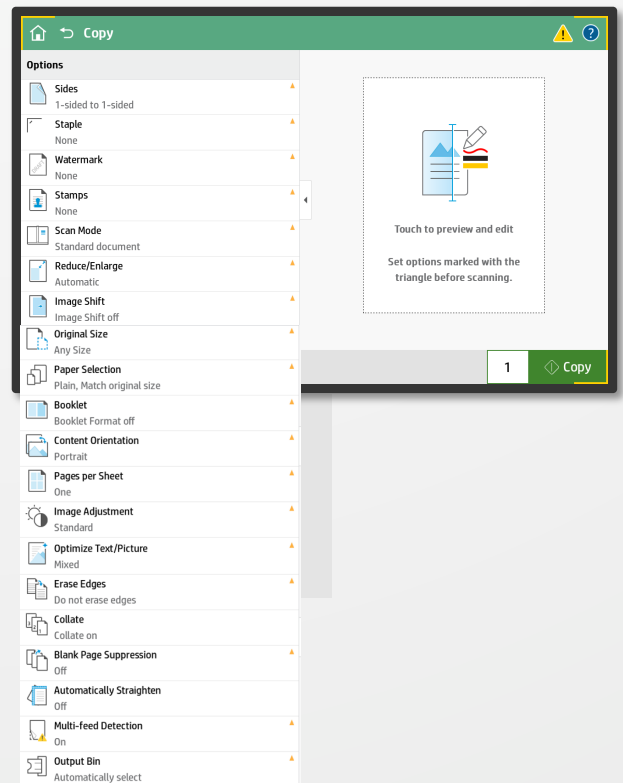 Copy
Options
Sides
1-sided to 1-sided
Staple
None
Watermark
None
Stamps
None
Scan Mode
Standard document
Reduce/Enlarge
Automatic
Image Shift
Image Shift off
Original Size
Any Size
Paper Selection
Plain, Match original size
Booklet
Booklet Format off
Content Orientation
Portrait
Pages per Sheet
One
Image Adjustment
Standard
Optimize Text/Picture
Mixed
Erase Edges
Do not erase edges
Collate
Collate on
Blank Page Suppression
Off
Automatically Straighten
Off
Multi-feed Detection
On
Output Bin
Automatically select
Touch to preview and edit
Set options marked with the
triangle before scanning.
1
Copy